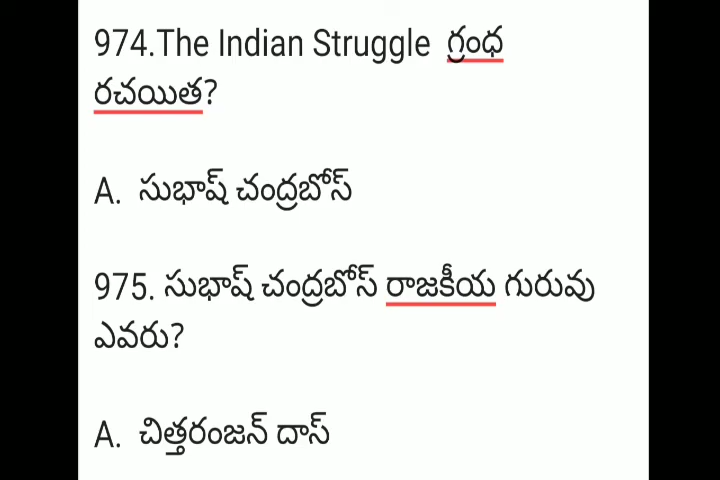 974.The Indian Struggle గ్రంధ
రచయిత?
A. సుభాష్ చంద్రబోస్
975. సుభాష్ చంద్రబోస్ రాజకీయ గురువు
ఎవరు?
A. చిత్తరంజన్ దాస్